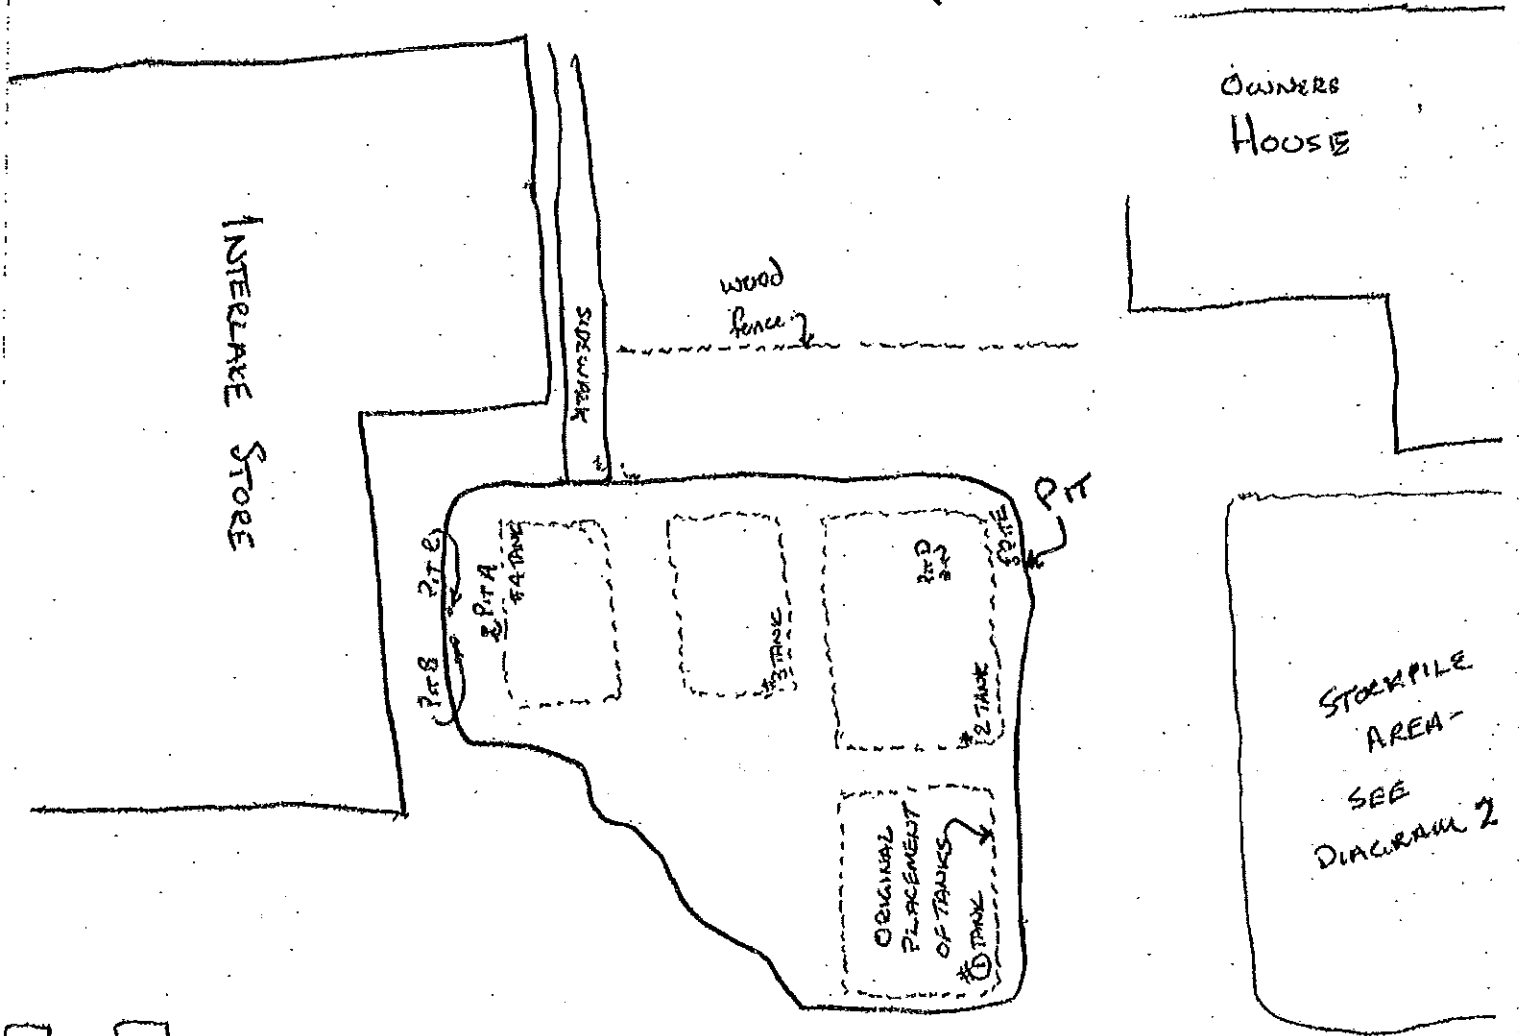 OWNERS
HOUSE
INTERLAKE STORE
SIDEWALK
wood
fence
PIT
PIT C
PIT B
PIT A
#4 TANK
#3 TANK
PIT D
#2 TANK
ORIGINAL
PLACEMENT
OF TANKS
#1 TANK
STOCKPILE
AREA-
SEE
DIAGRAM 2